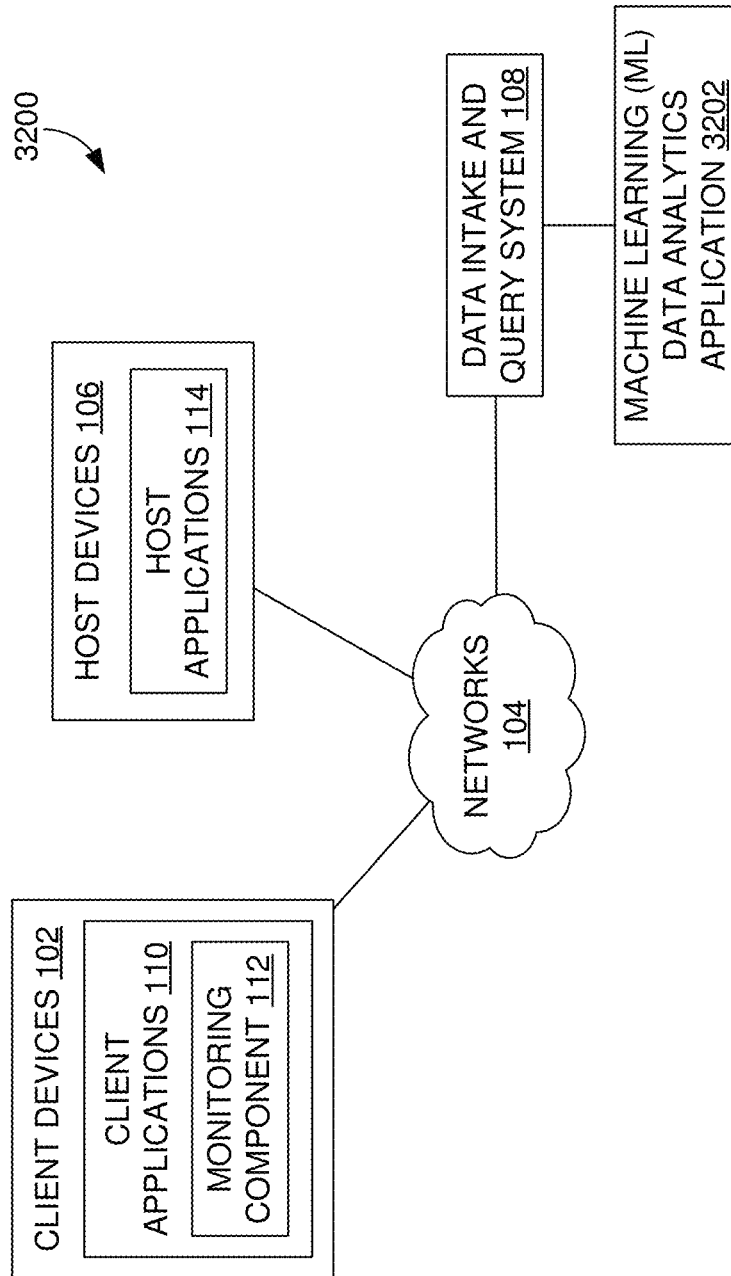 3200
CLIENT DEVICES 102
CLIENT
APPLICATIONS 110
MONITORING
COMPONENT 112
HOST DEVICES 106
HOST
APPLICATIONS 114
NETWORKS
104
DATA INTAKE AND
QUERY SYSTEM 108
MACHINE LEARNING (ML)
DATA ANALYTICS
APPLICATION 3202